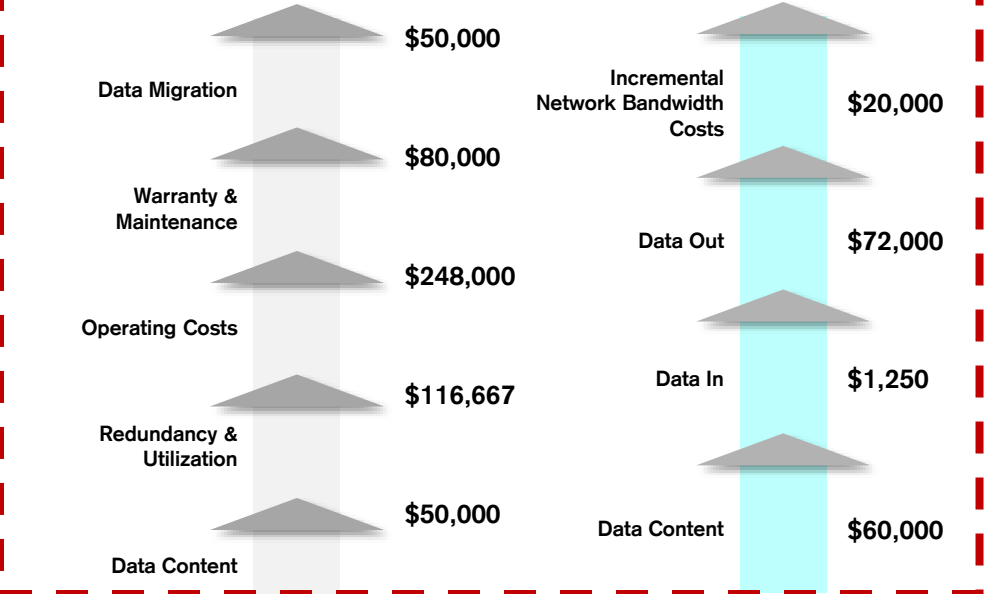 $50,000
Data Migration
$80,000
Warranty &
Maintenance
$248,000
Operating Costs
$116,667
Redundancy &
Utilization
$50,000
Data Content
Incremental
Network Bandwidth
Costs
$20,000
Data Out
$72,000
Data In
$1,250
Data Content
$60,000